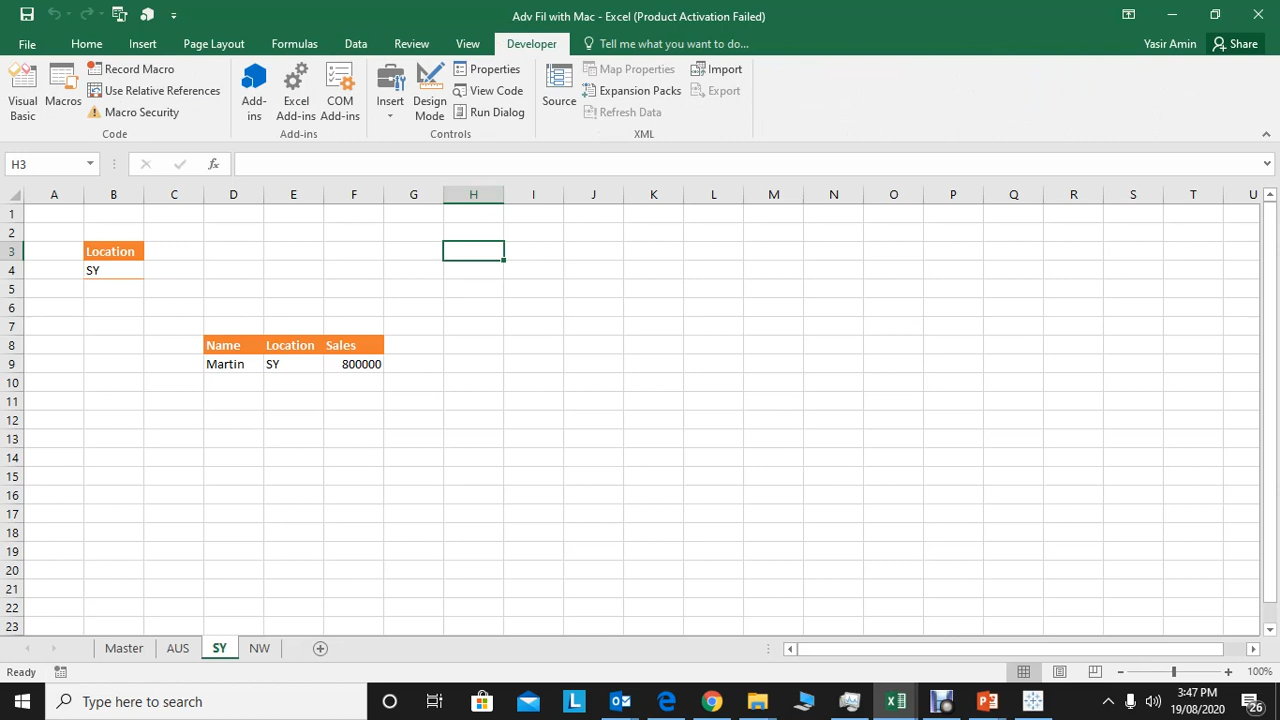 Adv Fil with Mac - Excel (Product Activation Failed)
File Home Insert Page Layout Formulas Data Review View Developer Tell me what you want to do... Yasir Amin Share
Visual Basic
Macros
Record Macro
Use Relative References
Macro Security
Code
Add-ins
Excel Add-ins
COM Add-ins
Add-ins
Insert
Design Mode
Properties
View Code
Run Dialog
Controls
Source
Map Properties
Expansion Packs
Refresh Data
Import
Export
XML
H3 fx
A B C D E F G H I J K L M N O P Q R S T U
1
2
3 Location
4 SY
5
6
7
8 Name Location Sales
9 Martin SY 800000
10
11
12
13
14
15
16
17
18
19
20
21
22
23
Master AUS SY NW
Ready 100%
Type here to search
3:47 PM
19/08/2020
26